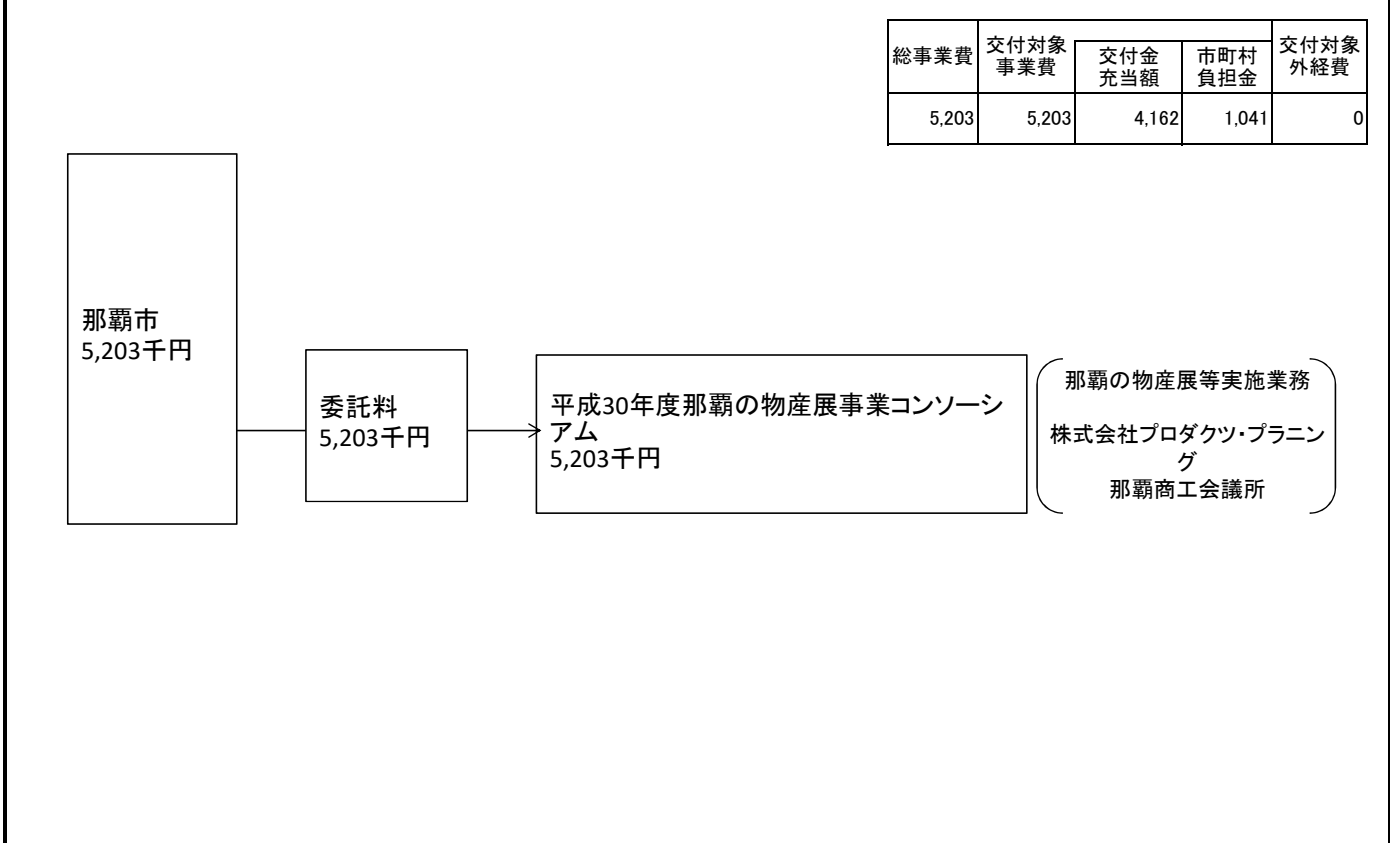 総事業費
交付対象
事業費
交付金
充当額
市町村
負担金
交付対象
外経費
5,203
5,203
4,162
1,041
0
那覇市
5,203千円
委託料
5,203千円
平成30年度那覇の物産展事業コンソーシ
アム
5,203千円
那覇の物産展等実施業務
株式会社プロダクツ・プラニン
グ
那覇商工会議所